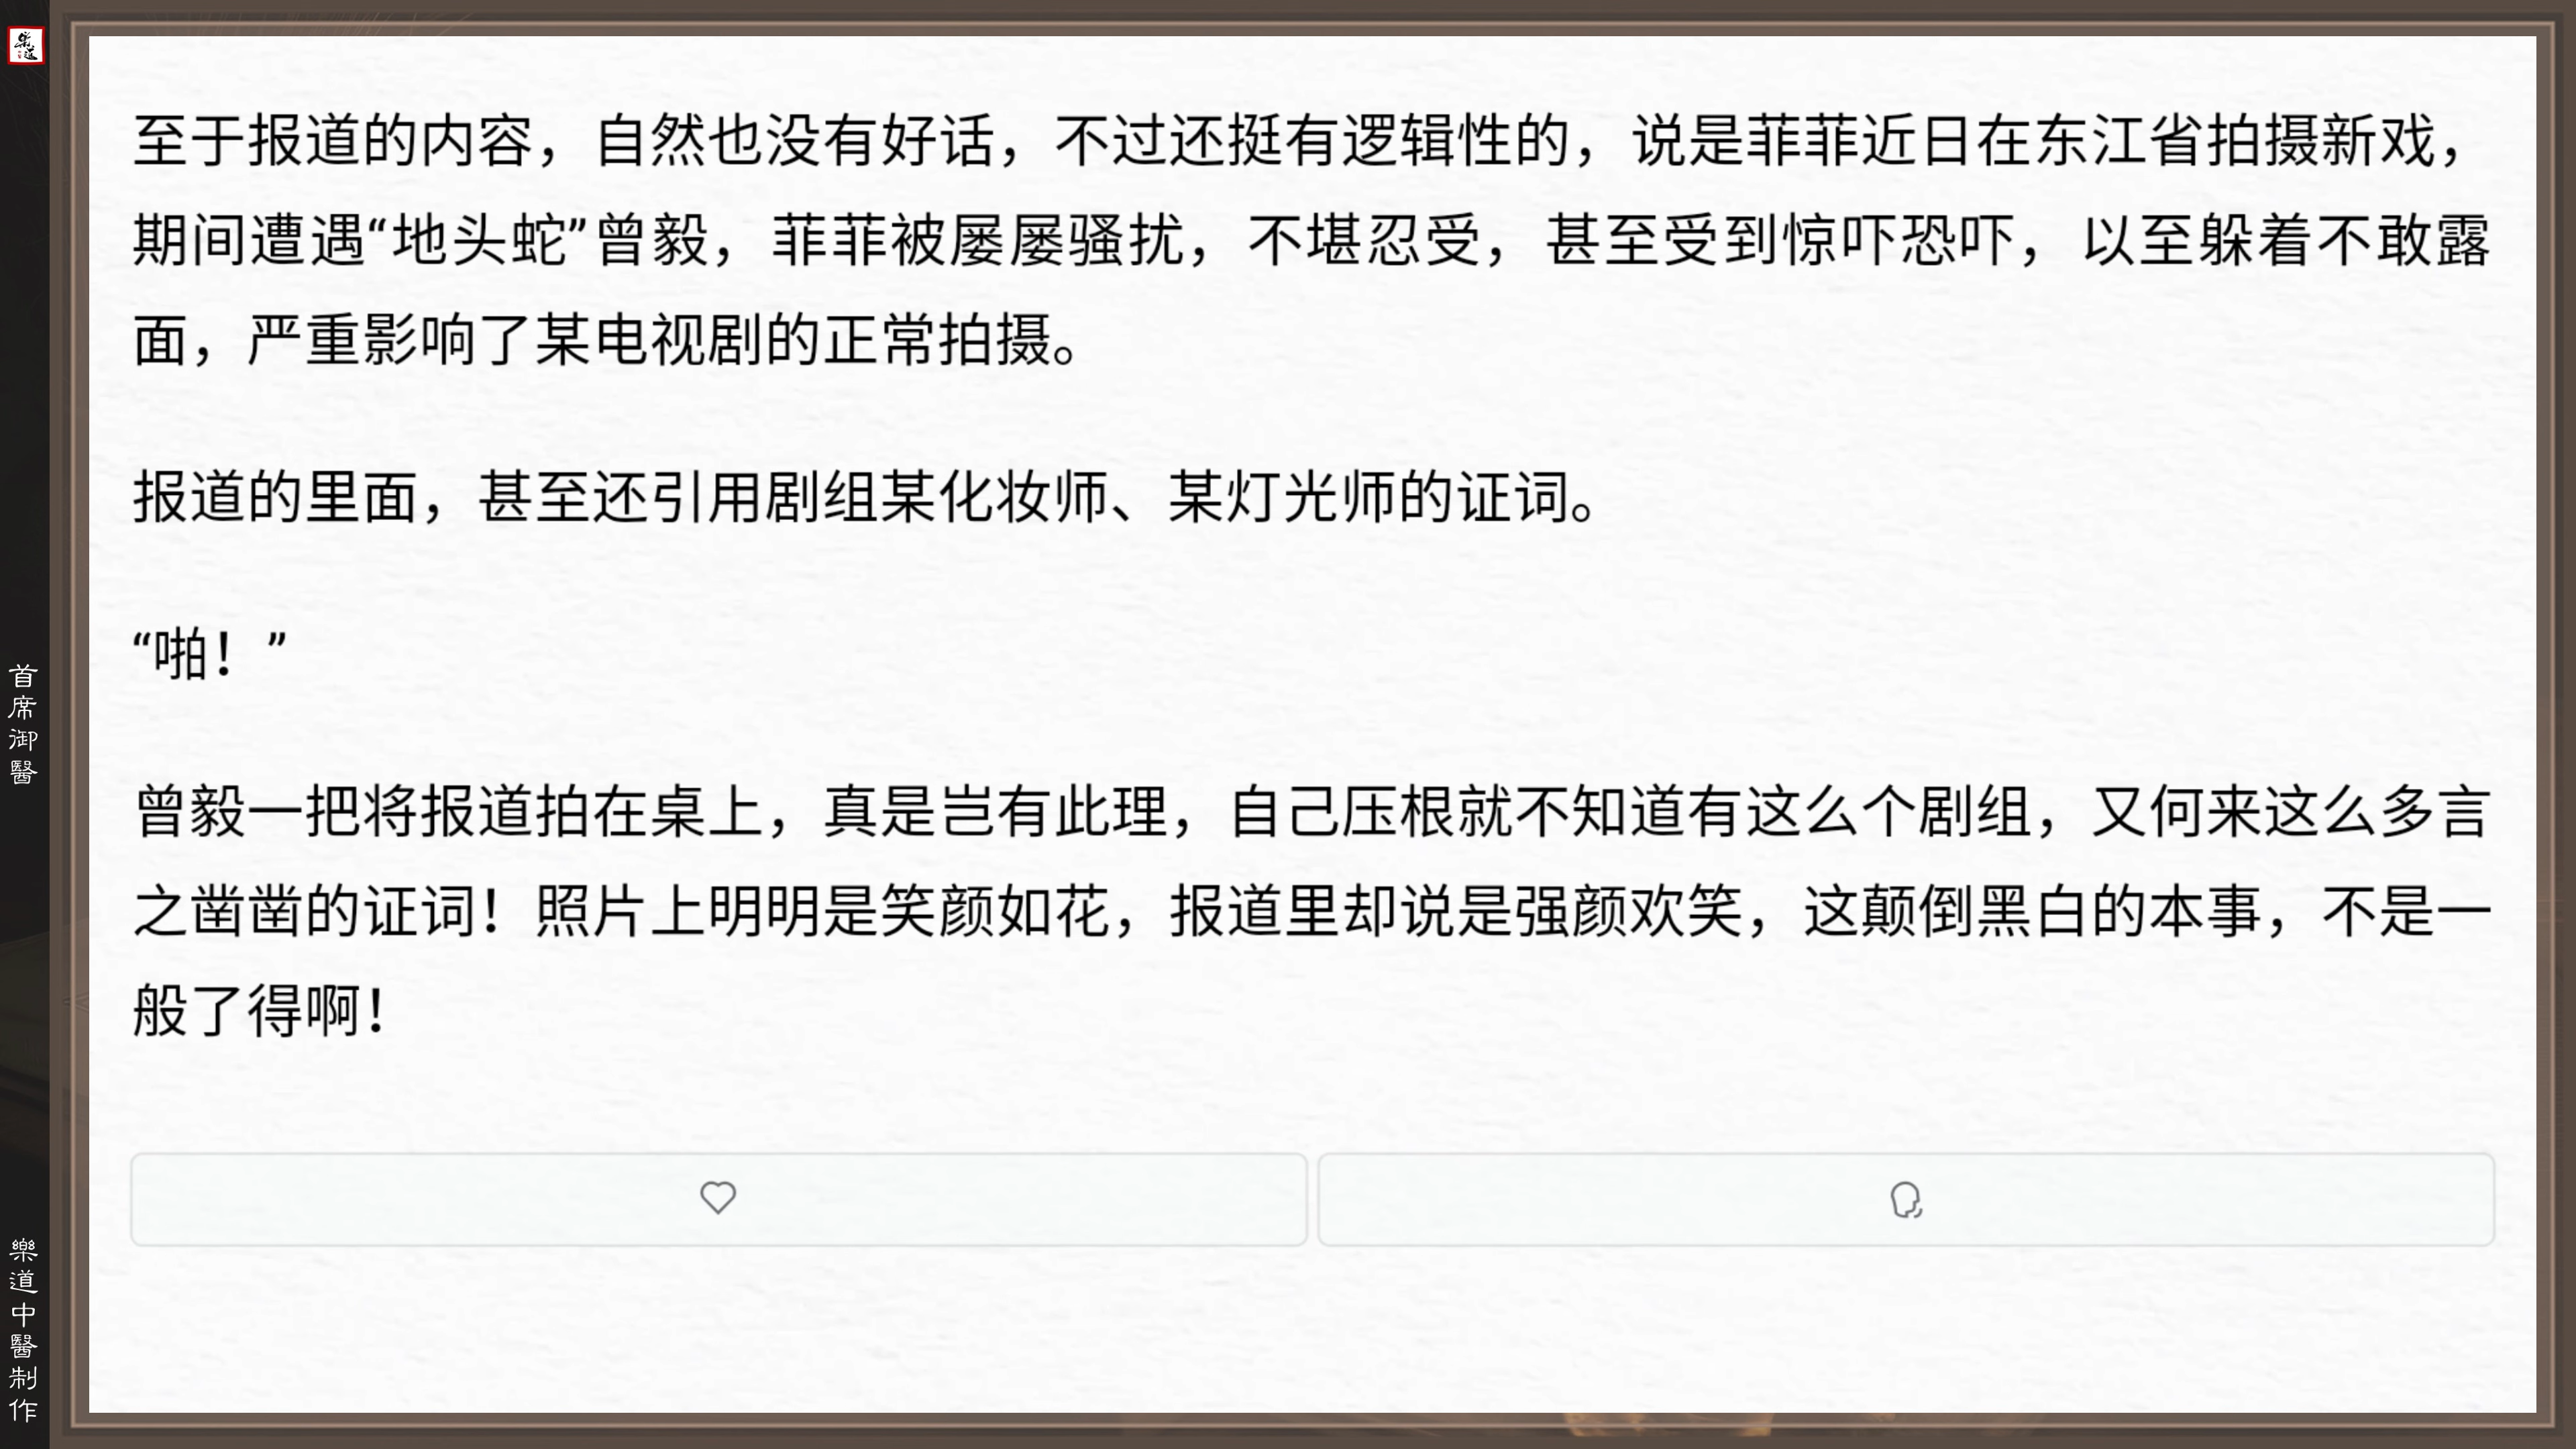 至于报道的内容，自然也没有好话，不过还挺有逻辑性的，说是菲菲近日在东江省拍摄新戏，
期间遭遇“地头蛇”曾毅，菲菲被屡屡骚扰，不堪忍受，甚至受到惊吓恐吓，以至躲着不敢露
面，严重影响了某电视剧的正常拍摄。
报道的里面，甚至还引用剧组某化妆师、某灯光师的证词。
“啪！”
曾毅一把将报道拍在桌上，真是岂有此理，自己压根就不知道有这么个剧组，又何来这么多言
之凿凿的证词！照片上明明是笑颜如花，报道里却说是强颜欢笑，这颠倒黑白的本事，不是一
般了得啊！
首席御醫
樂道中醫制作